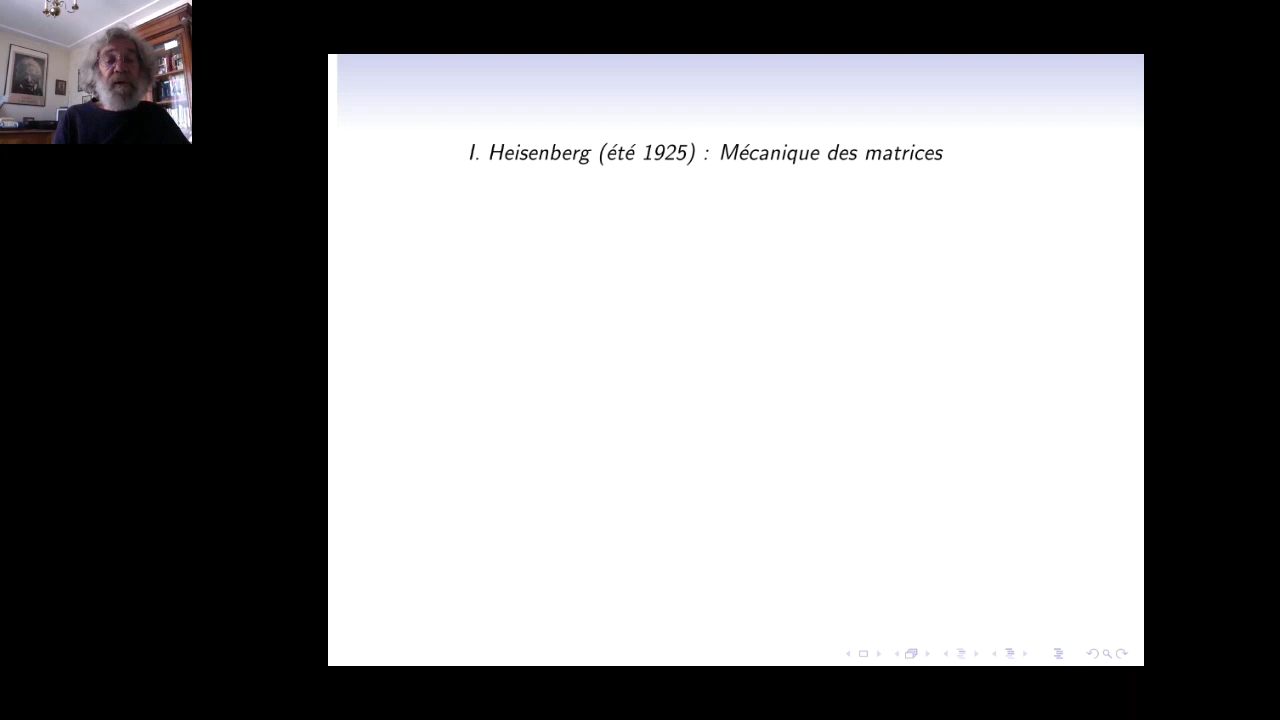 I. Heisenberg (été 1925) : Mécanique des matrices